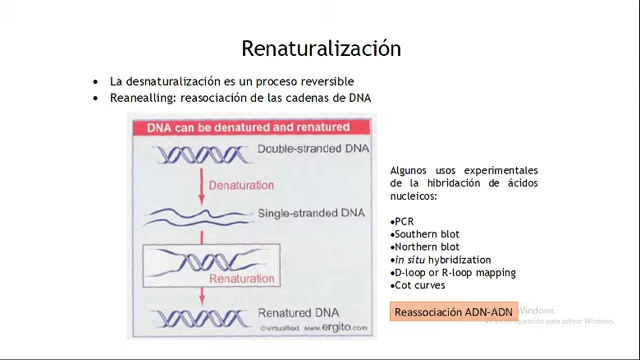 Renaturalización
• La desnaturalización es un proceso reversible
• Reanealling: reasociación de las cadenas de DNA
DNA can be denatured and renatured
Double-stranded DNA
Denaturation
Single-stranded DNA
Renaturation
Renatured DNA
©virtualtext www.ergito.com
Algunos usos experimentales
de la hibridación de ácidos
nucleicos:
•PCR
•Southern blot
•Northern blot
•in situ hybridization
•D-loop or R-loop mapping
•Cot curves
Reassociación ADN-ADN
Windows
Configuración para activar Windows.